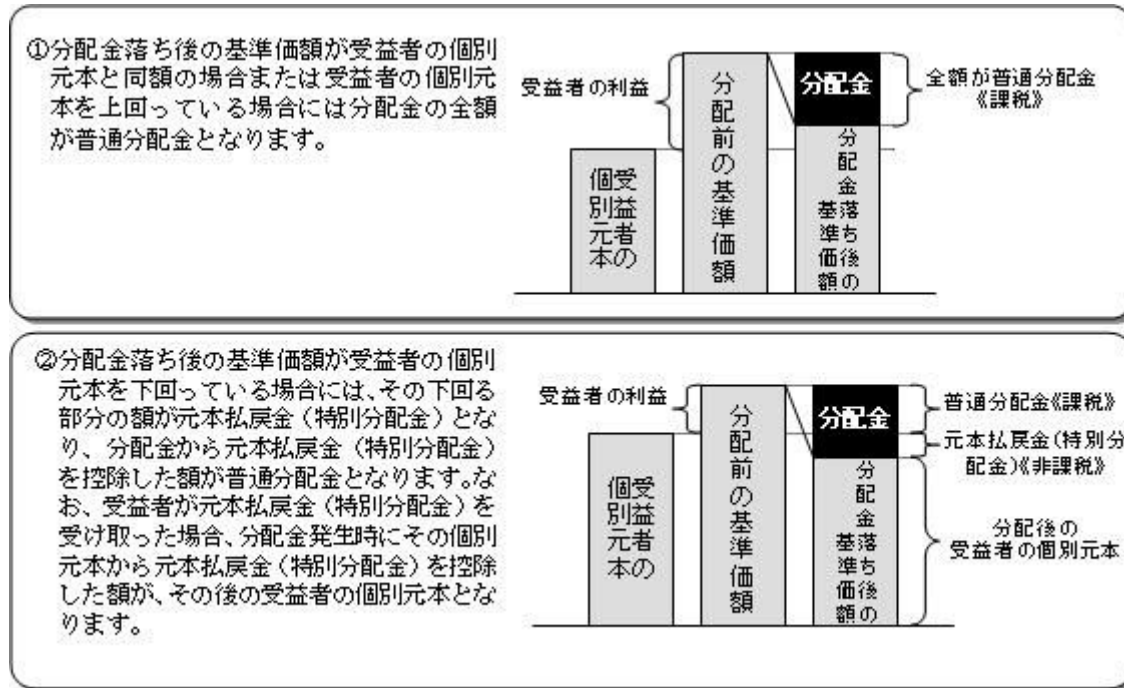 ①分配金落ち後の基準価額が受益者の個別
元本と同額の場合または受益者の個別元
本を上回っている場合には分配金の全額
が普通分配金となります。
受益者の利益
受益者の
個別元本
分配前の基準価額
分配金
分配金落ち後の
基準価額
全額が普通分配金
《課税》
②分配金落ち後の基準価額が受益者の個別
元本を下回っている場合には、その下回る
部分の額が元本払戻金（特別分配金）とな
り、分配金から元本払戻金（特別分配金）
を控除した額が普通分配金となります。な
お、受益者が元本払戻金（特別分配金）を
受け取った場合、分配金発生時にその個別
元本から元本払戻金（特別分配金）を控除
した額が、その後の受益者の個別元本とな
ります。
受益者の利益
受益者の
個別元本
分配前の基準価額
分配金
分配金落ち後の
基準価額
普通分配金《課税》
元本払戻金（特別分
配金）《非課税》
分配後の
受益者の個別元本